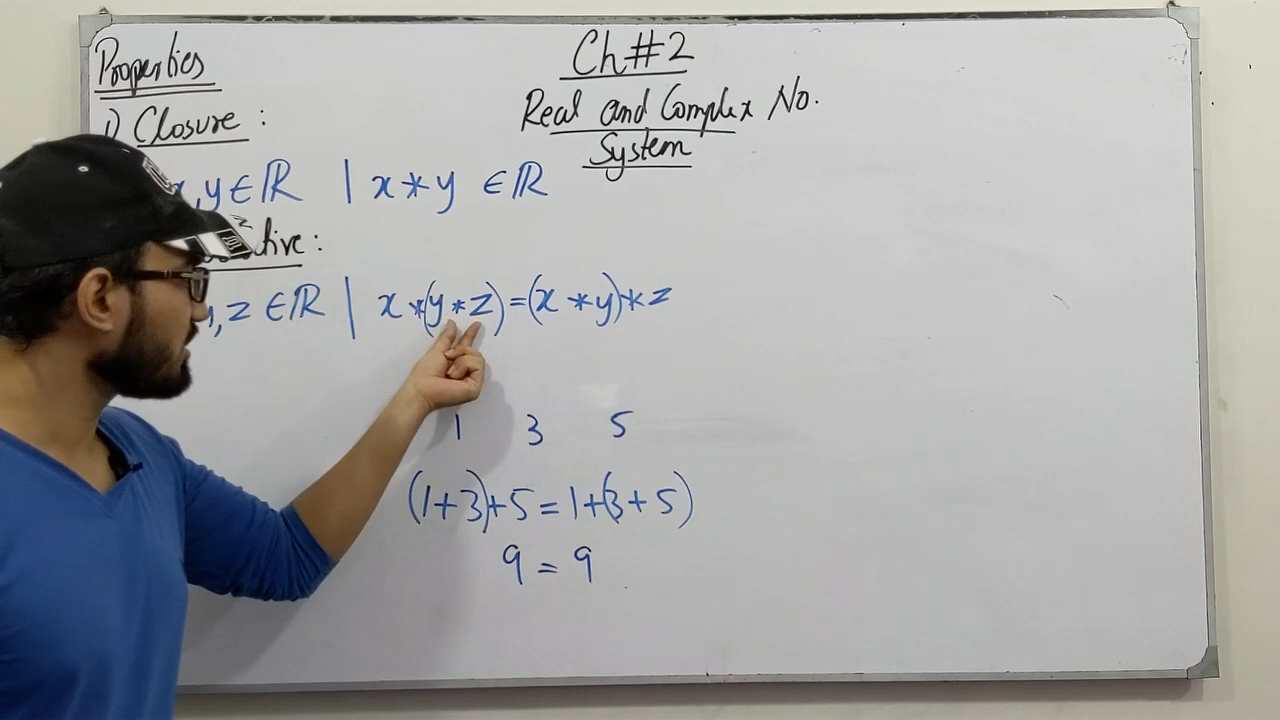 Properties
Ch#2
1) Closure :
Real and Complex No.
System
x, y ∈ ℝ | x * y ∈ ℝ
, z ∈ ℝ | x * (y * z) = (x * y) * z
1 3 5
(1+3)+5 = 1+(3+5)
9 = 9